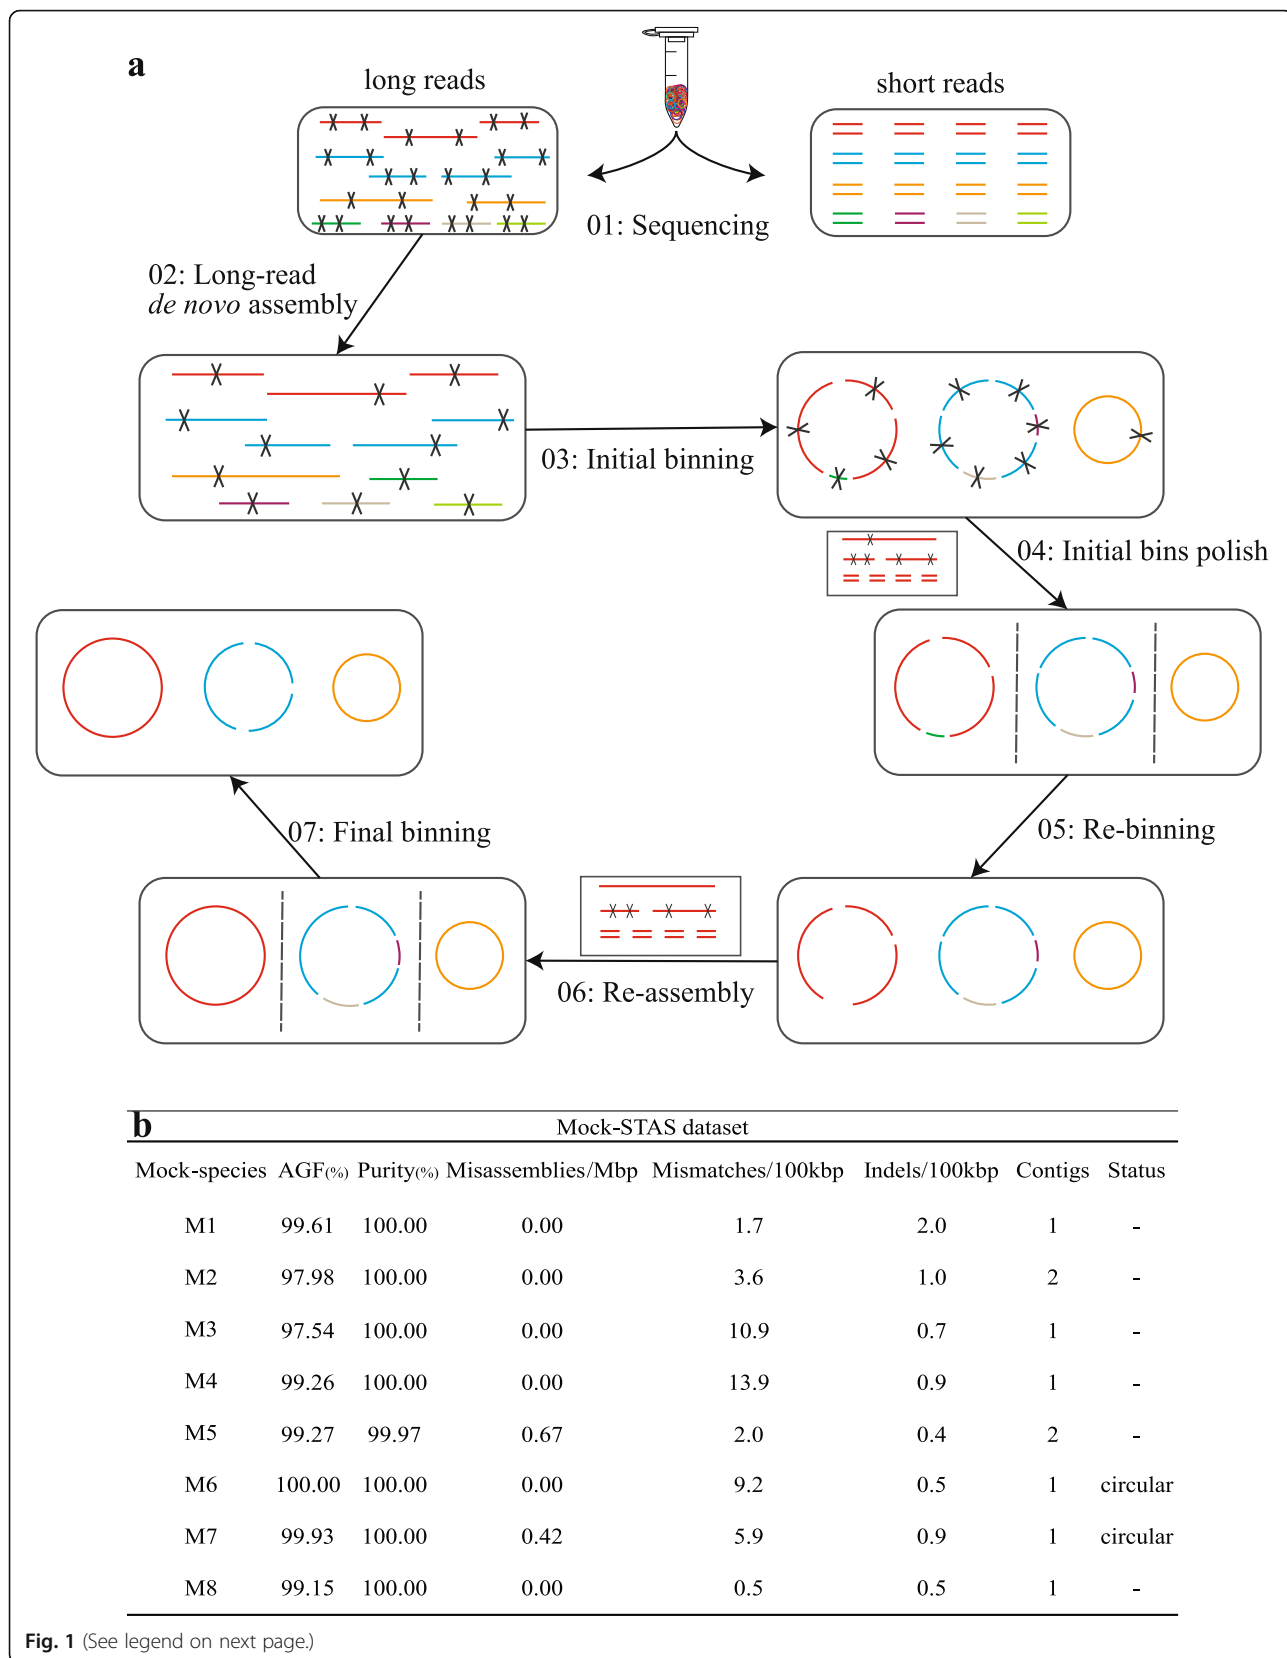 a
long reads
short reads
01: Sequencing
02: Long-read
de novo assembly
03: Initial binning
04: Initial bins polish
05: Re-binning
07: Final binning
06: Re-assembly
b
Mock-STAS dataset
Mock-species AGF(%) Purity(%) Misassemblies/Mbp Mismatches/100kbp Indels/100kbp Contigs Status
M1 99.61 100.00 0.00 1.7 2.0 1 -
M2 97.98 100.00 0.00 3.6 1.0 2 -
M3 97.54 100.00 0.00 10.9 0.7 1 -
M4 99.26 100.00 0.00 13.9 0.9 1 -
M5 99.27 99.97 0.67 2.0 0.4 2 -
M6 100.00 100.00 0.00 9.2 0.5 1 circular
M7 99.93 100.00 0.42 5.9 0.9 1 circular
M8 99.15 100.00 0.00 0.5 0.5 1 -
Fig. 1 (See legend on next page.)